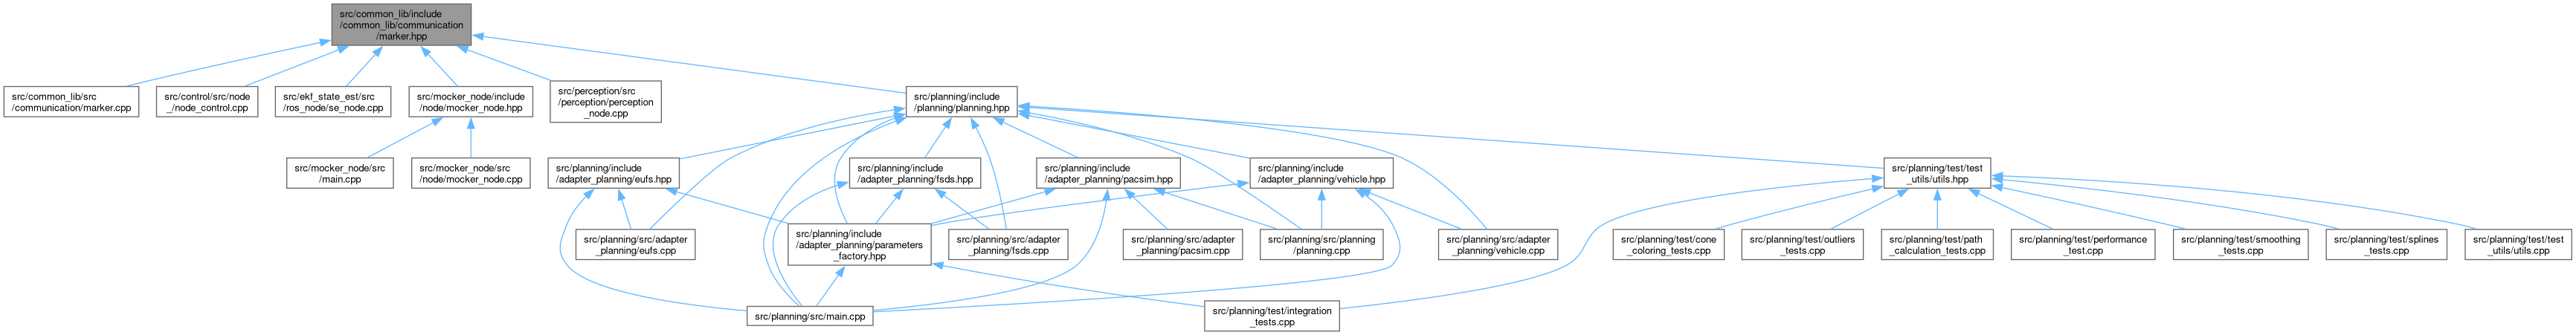 src/common_lib/include
/common_lib/communication
/marker.hpp
src/common_lib/src
/communication/marker.cpp
src/control/src/node
_/node_control.cpp
src/ekf_state_est/src
/ros_node/se_node.cpp
src/mocker_node/include
/node/mocker_node.hpp
src/perception/src
/perception/perception
_node.cpp
src/planning/include
/planning/planning.hpp
src/mocker_node/src
/main.cpp
src/mocker_node/src
/node/mocker_node.cpp
src/planning/include
/adapter_planning/eufs.hpp
src/planning/include
/adapter_planning/fsds.hpp
src/planning/include
/adapter_planning/pacsim.hpp
src/planning/include
/adapter_planning/vehicle.hpp
src/planning/test/test
_utils/utils.hpp
src/planning/src/adapter
_planning/eufs.cpp
src/planning/include
/adapter_planning/parameters
_factory.hpp
src/planning/src/adapter
_planning/fsds.cpp
src/planning/src/adapter
_planning/pacsim.cpp
src/planning/src/planning
/planning.cpp
src/planning/src/adapter
_planning/vehicle.cpp
src/planning/test/cone
_coloring_tests.cpp
src/planning/test/outliers
_tests.cpp
src/planning/test/path
_calculation_tests.cpp
src/planning/test/performance
_test.cpp
src/planning/test/smoothing
_tests.cpp
src/planning/test/splines
_tests.cpp
src/planning/test/test
_utils/utils.cpp
src/planning/src/main.cpp
src/planning/test/integration
_tests.cpp